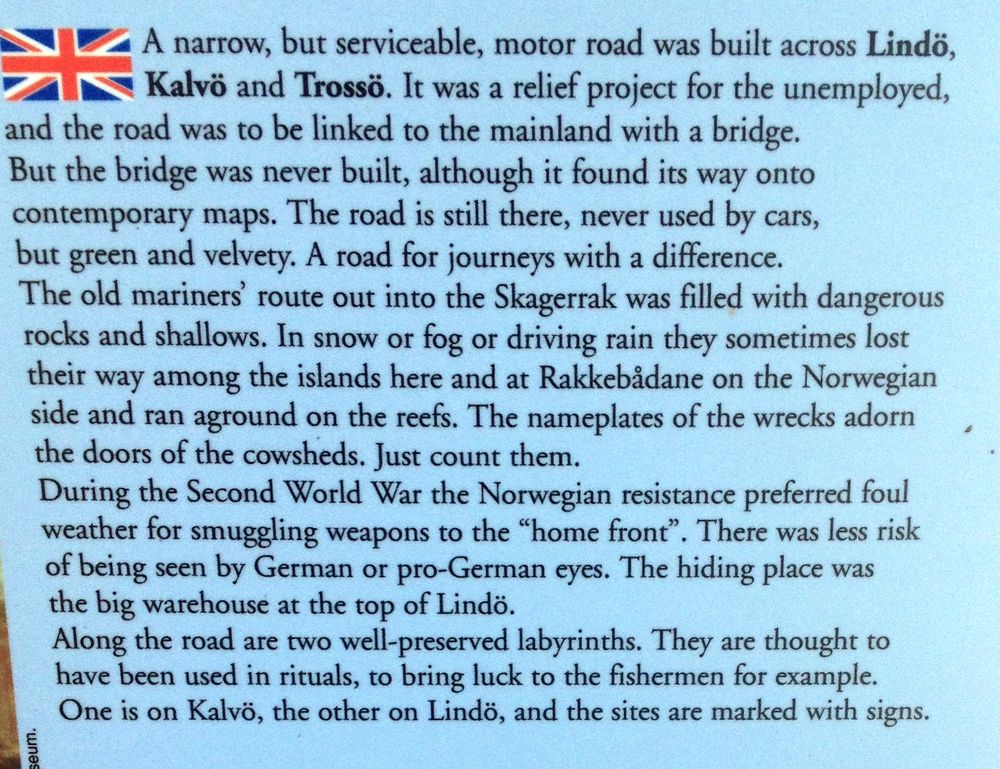 A narrow, but serviceable, motor road was built across Lindö,
Kalvö and Trossö. It was a relief project for the unemployed,
and the road was to be linked to the mainland with a bridge.
But the bridge was never built, although it found its way onto
contemporary maps. The road is still there, never used by cars,
but green and velvety. A road for journeys with a difference.
The old mariners' route out into the Skagerrak was filled with dangerous
rocks and shallows. In snow or fog or driving rain they sometimes lost
their way among the islands here and at Rakkebådane on the Norwegian
side and ran aground on the reefs. The nameplates of the wrecks adorn
the doors of the cowsheds. Just count them.
During the Second World War the Norwegian resistance preferred foul
weather for smuggling weapons to the “home front”. There was less risk
of being seen by German or pro-German eyes. The hiding place was
the big warehouse at the top of Lindö.
Along the road are two well-preserved labyrinths. They are thought to
have been used in rituals, to bring luck to the fishermen for example.
One is on Kalvö, the other on Lindö, and the sites are marked with signs.
seum.